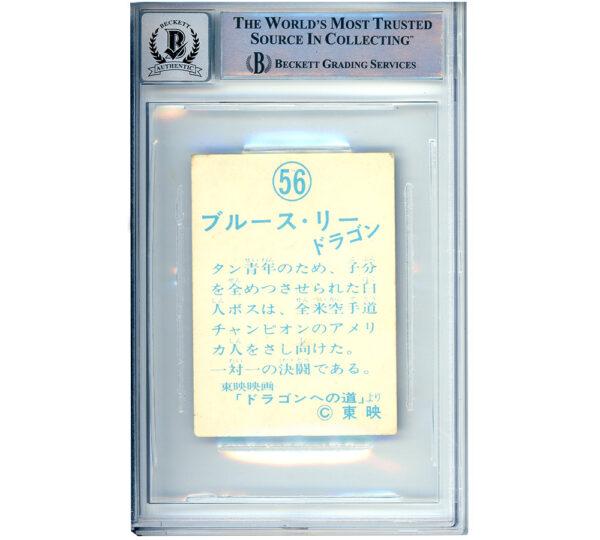 BECKETT
B
AUTHENTIC
THE WORLD'S MOST TRUSTED
SOURCE IN COLLECTING™
B BECKETT GRADING SERVICES
56
ブルース・リー
ドラゴン
タン青年のため、子分
を全めつさせられた白
人ボスは、全米空手道
チャンピオンのアメリ
カ人をさし向けた。
一対一の決闘である。
東映映画
「ドラゴンへの道」より
© 東映